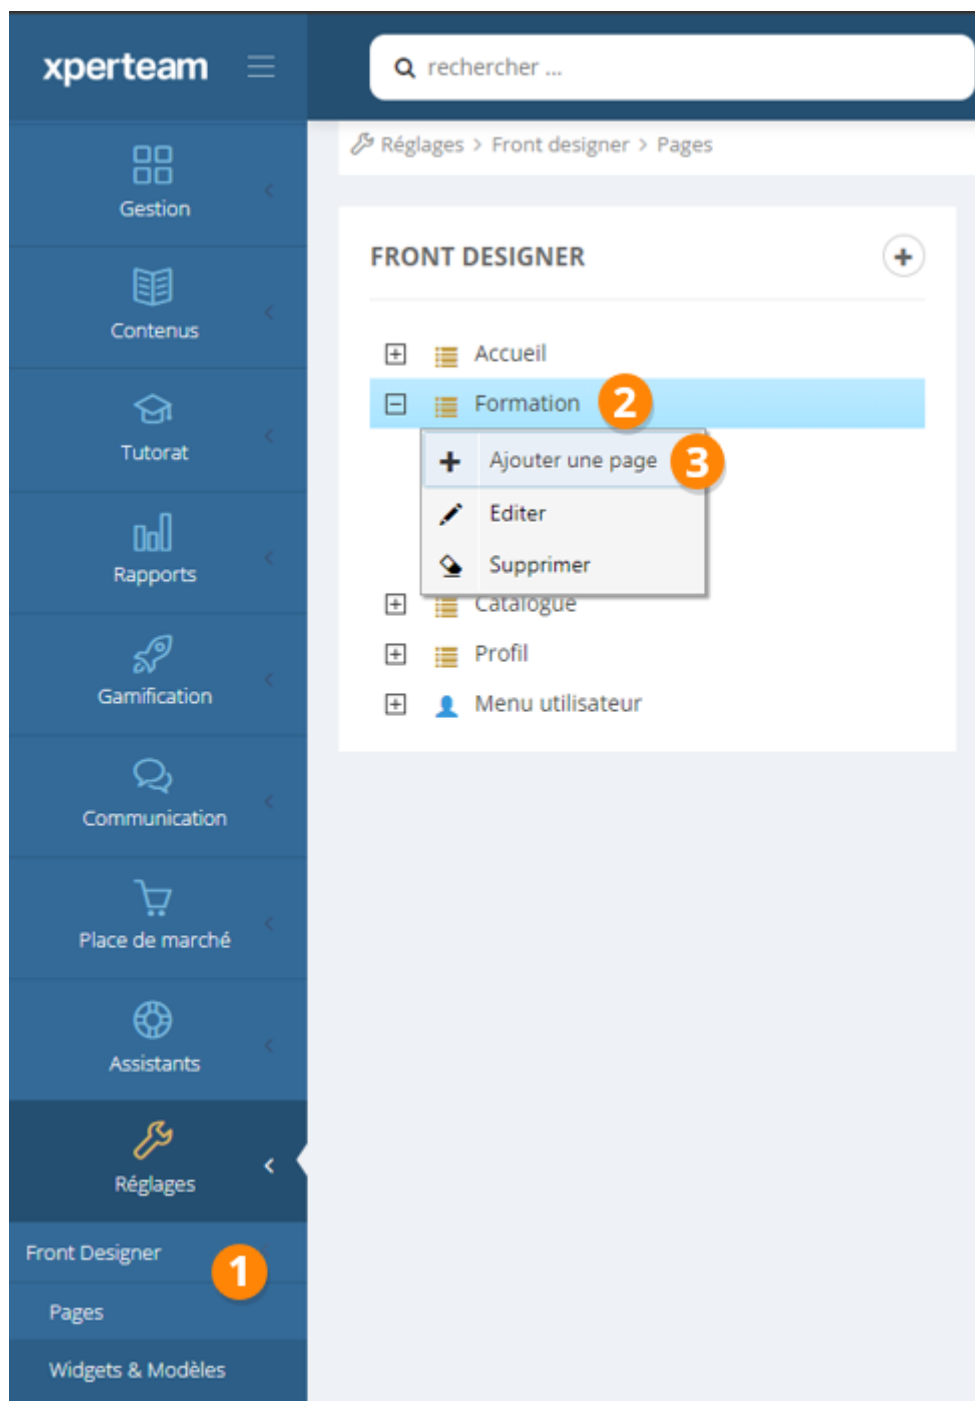 xperteam
rechercher ...
Réglages > Front designer > Pages
Gestion
Contenus
Tutorat
Rapports
Gamification
Communication
Place de marché
Assistants
Réglages
Front Designer
1
Pages
Widgets & Modèles
FRONT DESIGNER
Accueil
Formation 2
Ajouter une page 3
Editer
Supprimer
Catalogue
Profil
Menu utilisateur